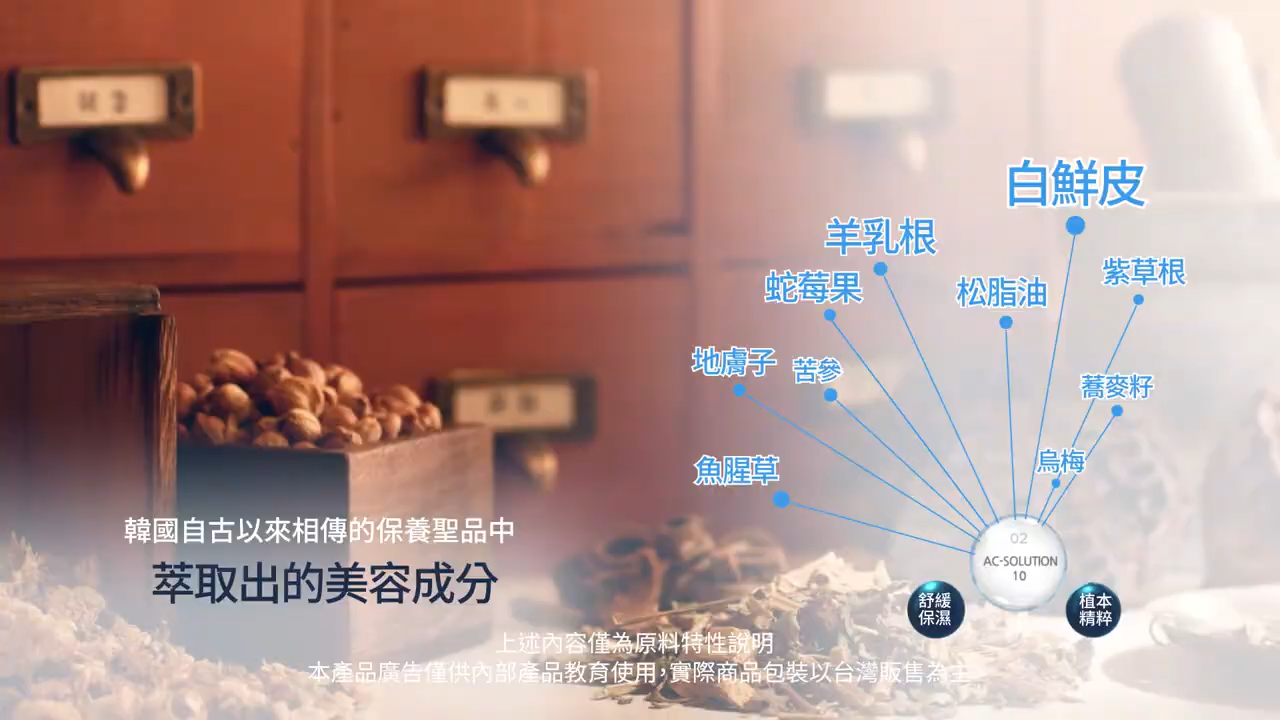 白鮮皮
羊乳根
紫草根
蛇莓果
松脂油
地膚子
苦參
蕎麥籽
烏梅
魚腥草
韓國自古以來相傳的保養聖品中
萃取出的美容成分
02
AC-SOLUTION
10
舒緩
保濕
植本
精粹
上述內容僅為原料特性說明
本產品廣告僅供內部產品教育使用,實際商品包裝以台灣販售為主